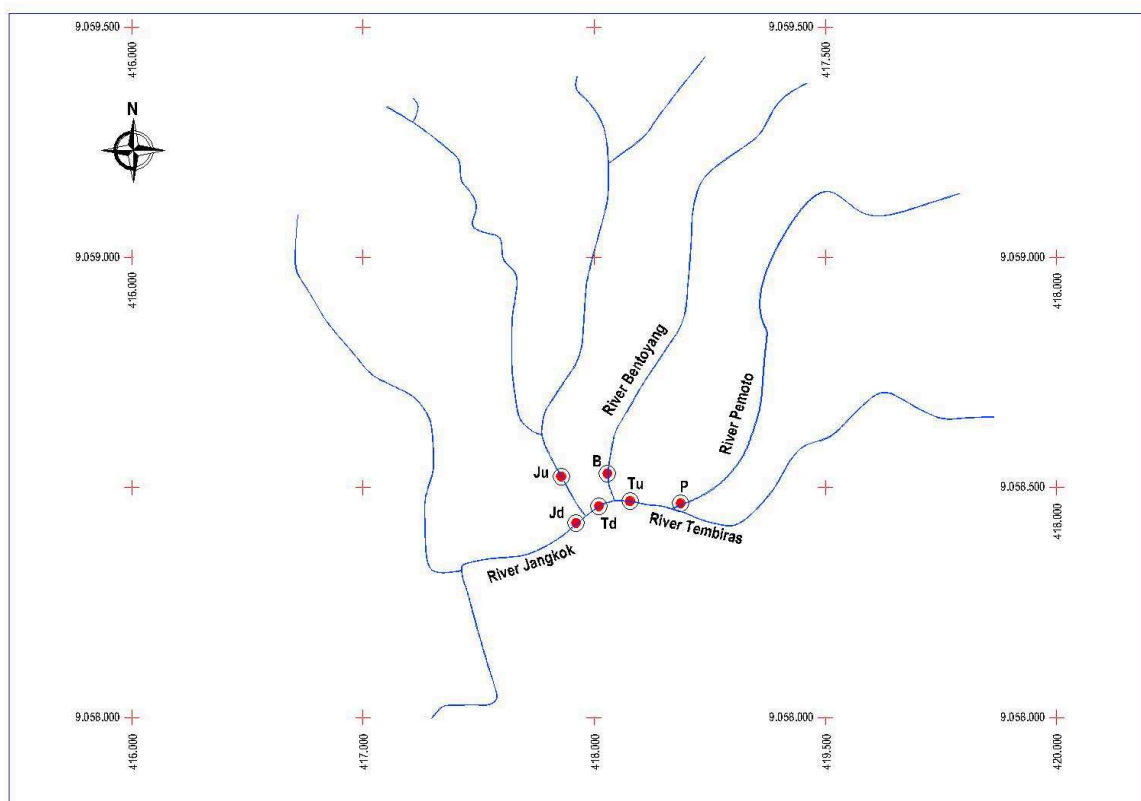 9.059.500
9.059.500
416.000
417.500
N
9.059.000
9.059.000
416.000
418.000
River Bentoyang
River Pemoto
B
Ju
P
Tu
9.058.500
418.000
Jd
Td
River Tembiras
River Jangkok
9.058.000
9.058.000
9.058.000
416.000
417.000
418.000
419.500
420.000